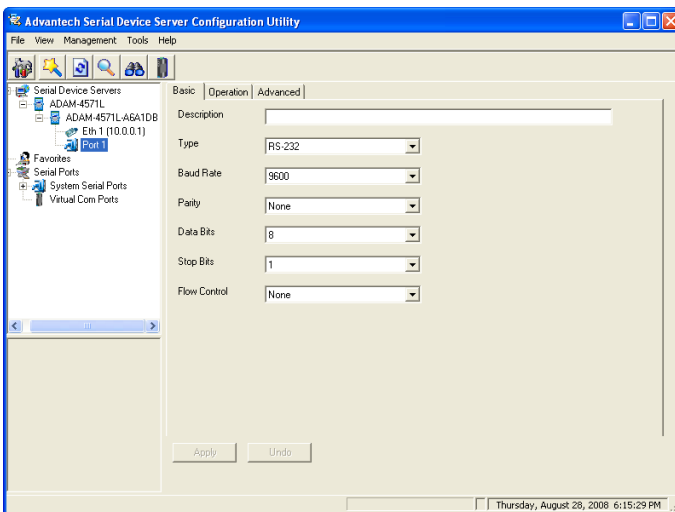 Advantech Serial Device Server Configuration Utility
File View Management Tools Help
Serial Device Servers
ADAM-4571L
ADAM-4571L-A6A1DB
Eth 1 (10.0.0.1)
Port 1
Favorites
Serial Ports
System Serial Ports
Virtual Com Ports
Basic Operation Advanced
Description
Type RS-232
Baud Rate 9600
Parity None
Data Bits 8
Stop Bits 1
Flow Control None
Apply Undo
Thursday, August 28, 2008 6:15:29 PM